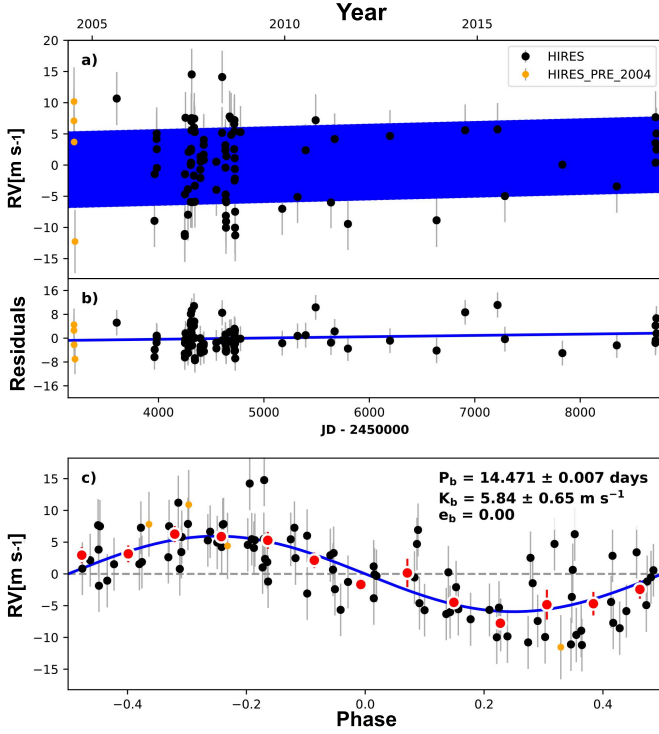 Year
2005 2010 2015
a)
HIRES
HIRES_PRE_2004
RV[m s-1]
20
15
10
5
0
−5
−10
−15
b)
Residuals
16
8
0
−8
−16
4000 5000 6000 7000 8000
JD - 2450000
c)
P_b = 14.471 ± 0.007 days
K_b = 5.84 ± 0.65 m s⁻¹
e_b = 0.00
RV[m s-1]
15
10
5
0
−5
−10
−15
−0.4 −0.2 0.0 0.2 0.4
Phase